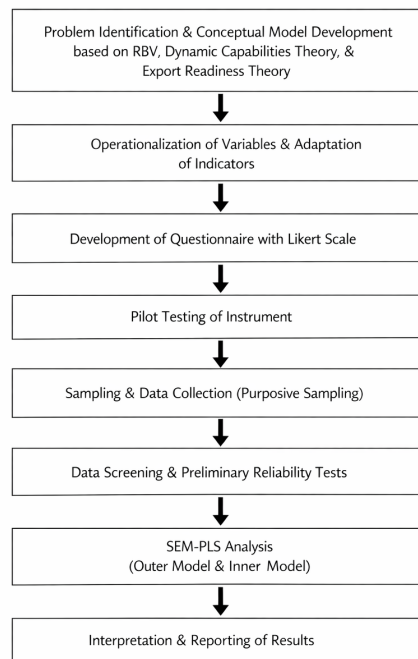 Problem Identification & Conceptual Model Development
based on RBV, Dynamic Capabilities Theory, &
Export Readiness Theory
Operationalization of Variables & Adaptation
of Indicators
Development of Questionnaire with Likert Scale
Pilot Testing of Instrument
Sampling & Data Collection (Purposive Sampling)
Data Screening & Preliminary Reliability Tests
SEM-PLS Analysis
(Outer Model & Inner Model)
Interpretation & Reporting of Results